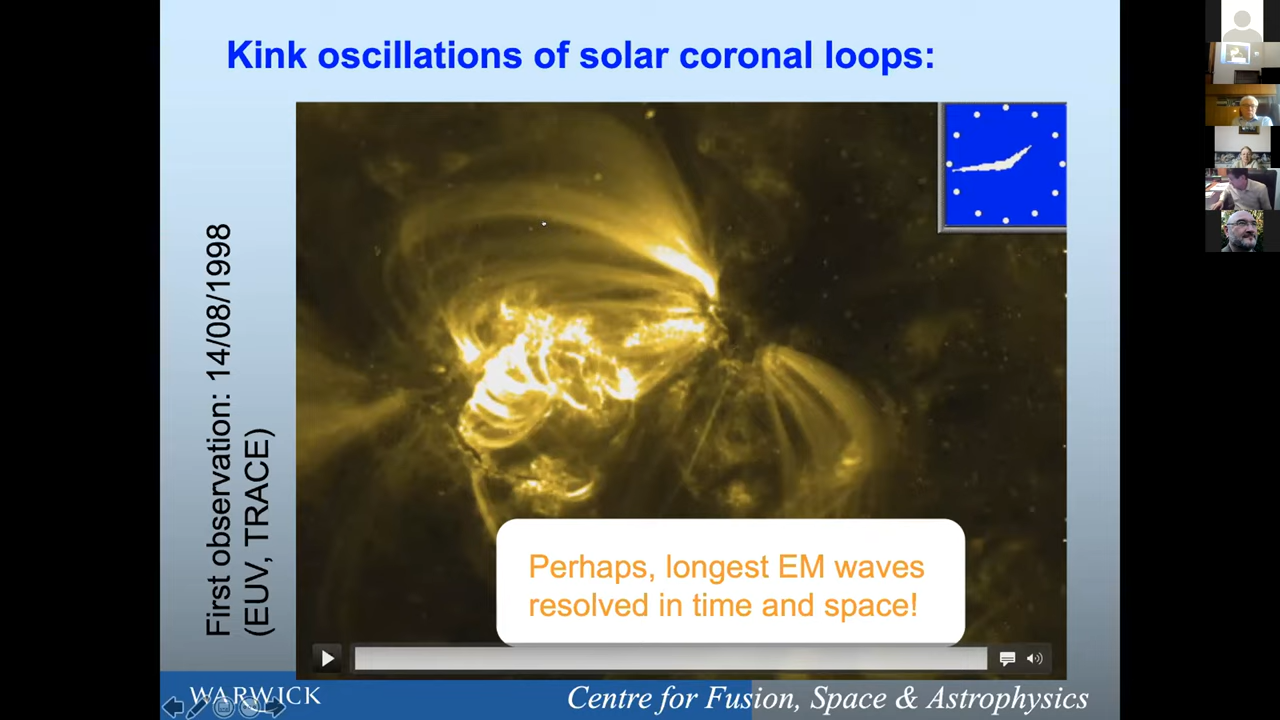 Kink oscillations of solar coronal loops:
First observation: 14/08/1998
(EUV, TRACE)
Perhaps, longest EM waves
resolved in time and space!
WARWICK
Centre for Fusion, Space & Astrophysics